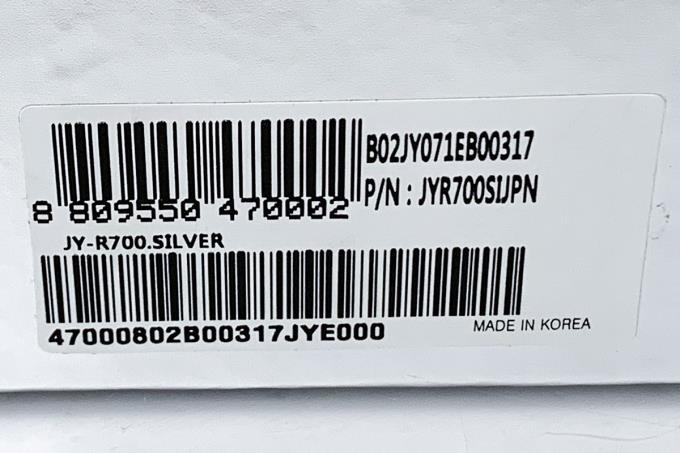 B02JY071EB00317
P/N : JYR700SIJPN
8 809550 470002
JY-R700.SILVER
47000802B00317JYE000
MADE IN KOREA